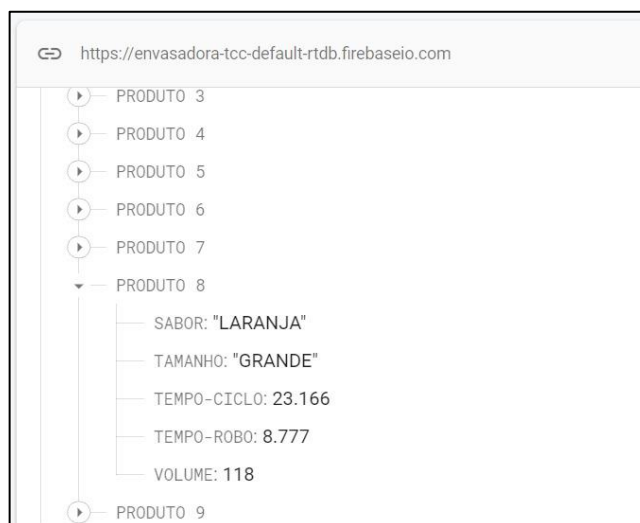 https://envasadora-tcc-default-rtdb.firebaseio.com
PRODUTO 3
PRODUTO 4
PRODUTO 5
PRODUTO 6
PRODUTO 7
PRODUTO 8
SABOR: "LARANJA"
TAMANHO: "GRANDE"
TEMPO-CICLO: 23.166
TEMPO-ROBO: 8.777
VOLUME: 118
PRODUTO 9